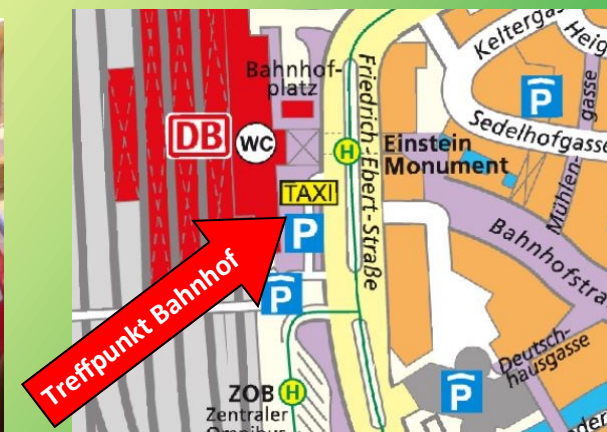 Keltergas
Heig
gasse
Bahnhof-
platz
P
Friedrich-Ebert-Straße
DB
WC
H
Einstein
Monument
Sedelhofgasse
Mühlen-
TAXI
P
Bahnhofstra
Treffpunkt Bahnhof
P
Deutsch-
hausgasse
P
ZOB
H
Zentraler